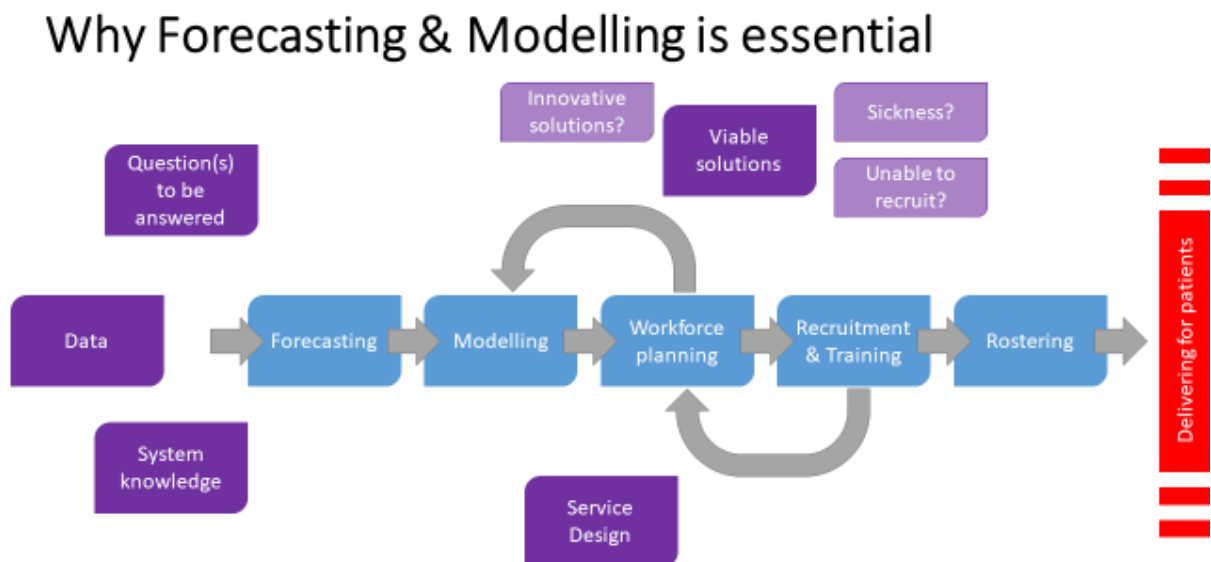 Why Forecasting & Modelling is essential
Innovative
solutions?
Viable
solutions
Sickness?
Unable to
recruit?
Question(s)
to be
answered
Data
Forecasting
Modelling
Workforce
planning
Recruitment
& Training
Rostering
Delivering for patients
System
knowledge
Service
Design